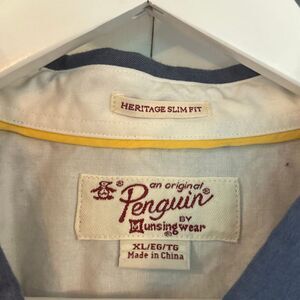 HERITAGE SLIM FIT
an original
Penguin®
BY
Munsingwear®
XL/EG/TG
Made in China